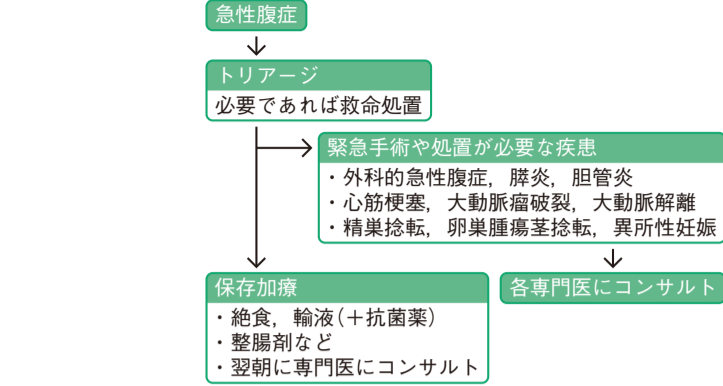 急性腹症
トリアージ
必要であれば救命処置
緊急手術や処置が必要な疾患
・外科的急性腹症，膵炎，胆管炎
・心筋梗塞，大動脈瘤破裂，大動脈解離
・精巣捻転，卵巣腫瘍茎捻転，異所性妊娠
保存加療
・絶食，輸液（＋抗菌薬）
・整腸剤など
・翌朝に専門医にコンサルト
各専門医にコンサルト